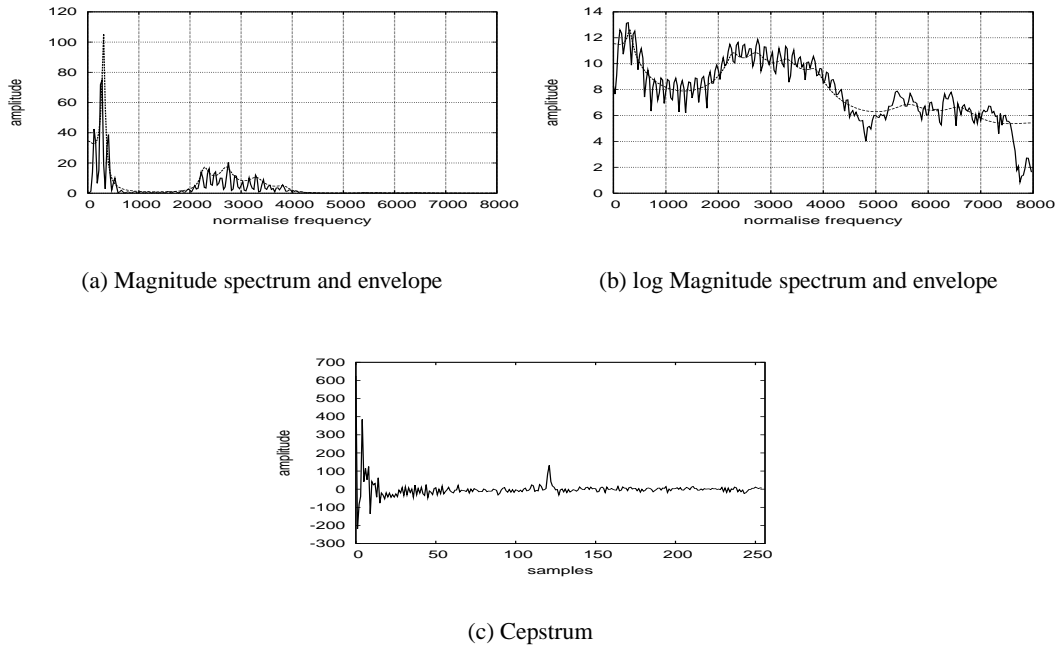 120
100
80
60
40
20
0
amplitude
0 1000 2000 3000 4000 5000 6000 7000 8000
normalise frequency
(a) Magnitude spectrum and envelope
14
12
10
8
6
4
2
0
amplitude
0 1000 2000 3000 4000 5000 6000 7000 8000
normalise frequency
(b) log Magnitude spectrum and envelope
700
600
500
400
300
200
100
0
-100
-200
-300
amplitude
0 50 100 150 200 250
samples
(c) Cepstrum